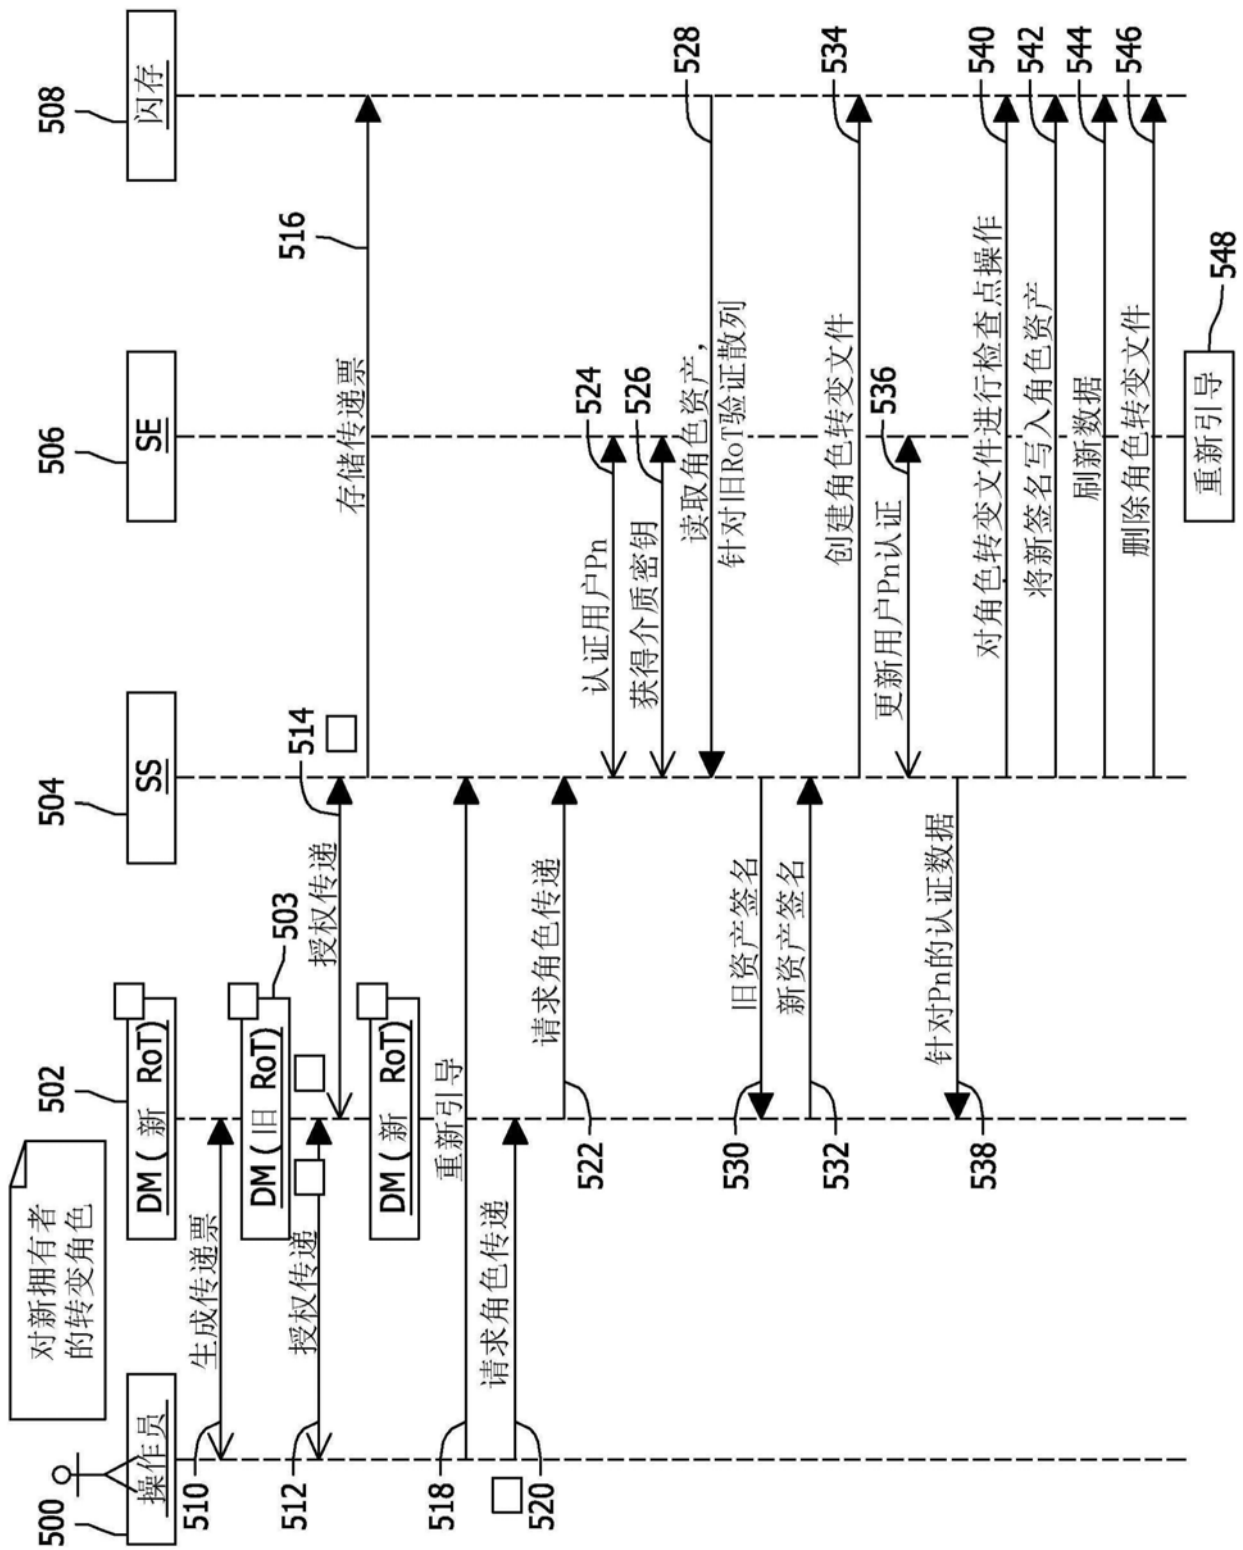 对新拥有者
的转变角色
500
操作员
502
DM(新 RoT)
504
SS
506
SE
508
闪存
510
生成传递票
503
DM(旧 RoT)
512
授权传递
514
授权传递
516
存储传递票
DM(新 RoT)
518
重新引导
520
请求角色传递
522
请求角色传递
524
认证用户Pn
526
获得介质密钥
528
读取角色资产，
针对旧RoT验证散列
530
旧资产签名
532
新资产签名
534
创建角色转变文件
536
更新用户Pn认证
538
针对Pn的认证数据
540
对角色转变文件进行检查点操作
542
将新签名写入角色资产
544
刷新数据
546
删除角色转变文件
548
重新引导